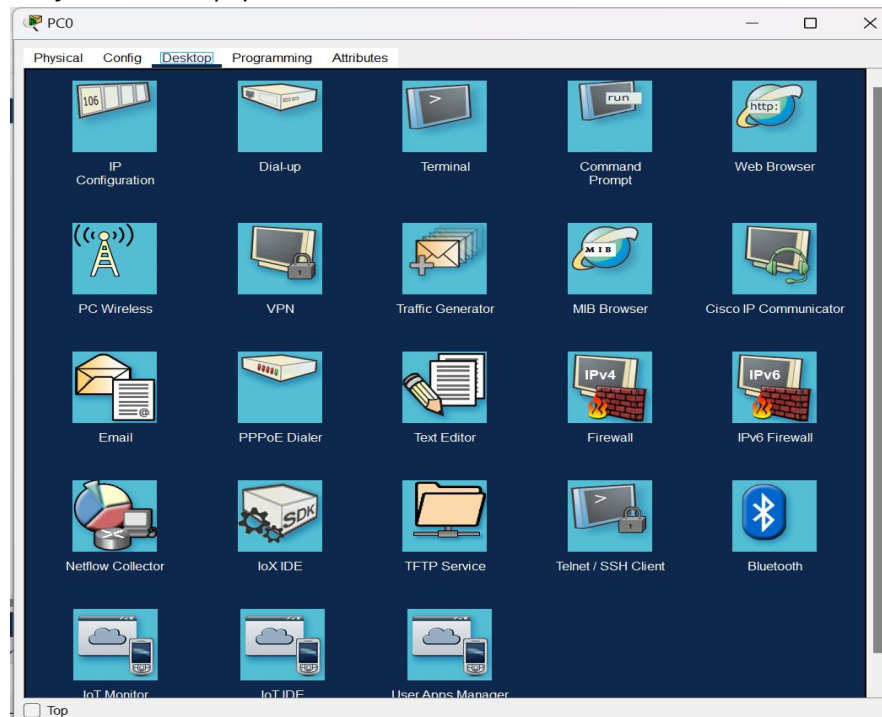 PC0
Physical Config Desktop Programming Attributes
106
>
run
http:
IP
Configuration
Dial-up
Terminal
Command
Prompt
Web Browser
MIB
PC Wireless
VPN
Traffic Generator
MIB Browser
Cisco IP Communicator
@
IPv4
IPv6
Email
PPPoE Dialer
Text Editor
Firewall
IPv6 Firewall
SDK
>
Netflow Collector
IoX IDE
TFTP Service
Telnet / SSH Client
Bluetooth
IoT Monitor
IoT IDE
User Apps Manager
Top